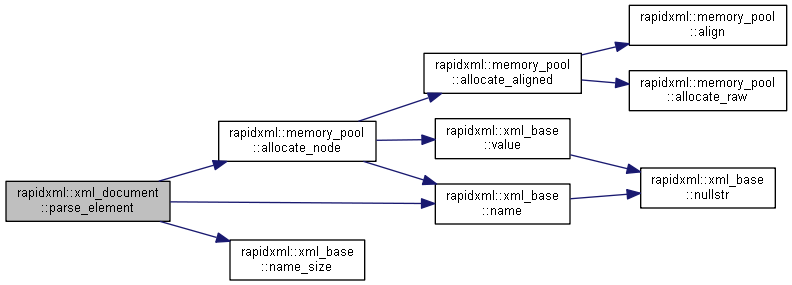 rapidxml::xml_document
::parse_element
rapidxml::memory_pool
::allocate_node
rapidxml::xml_base
::name_size
rapidxml::memory_pool
::allocate_aligned
rapidxml::xml_base
::value
rapidxml::xml_base
::name
rapidxml::memory_pool
::align
rapidxml::memory_pool
::allocate_raw
rapidxml::xml_base
::nullstr